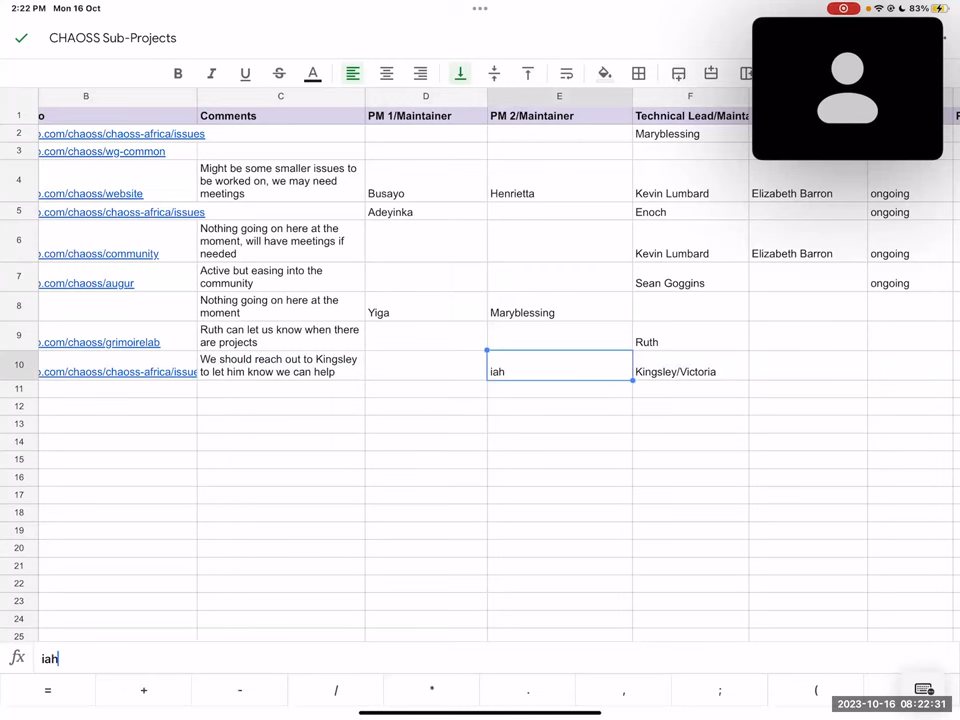 2:22 PM Mon 16 Oct
83%
CHAOSS Sub-Projects
B I U S A
B C D E F
1 o Comments PM 1/Maintainer PM 2/Maintainer Technical Lead/Mainta
2 o.com/chaoss/chaoss-africa/issues Maryblessing
3 o.com/chaoss/wg-common
Might be some smaller issues to
be worked on, we may need
4 o.com/chaoss/website meetings Busayo Henrietta Kevin Lumbard Elizabeth Barron ongoing
5 o.com/chaoss/chaoss-africa/issues Adeyinka Enoch ongoing
Nothing going on here at the
moment, will have meetings if
6 o.com/chaoss/community needed Kevin Lumbard Elizabeth Barron ongoing
Active but easing into the
7 o.com/chaoss/augur community Sean Goggins ongoing
Nothing going on here at the
8 moment Yiga Maryblessing
Ruth can let us know when there
9 o.com/chaoss/grimoirelab are projects Ruth
We should reach out to Kingsley
10 o.com/chaoss/chaoss-africa/issue to let him know we can help iah Kingsley/Victoria
11
12
13
14
15
16
17
18
19
20
21
22
23
24
25
fx iah
= + - / * . , ; (
2023-10-16 08:22:31